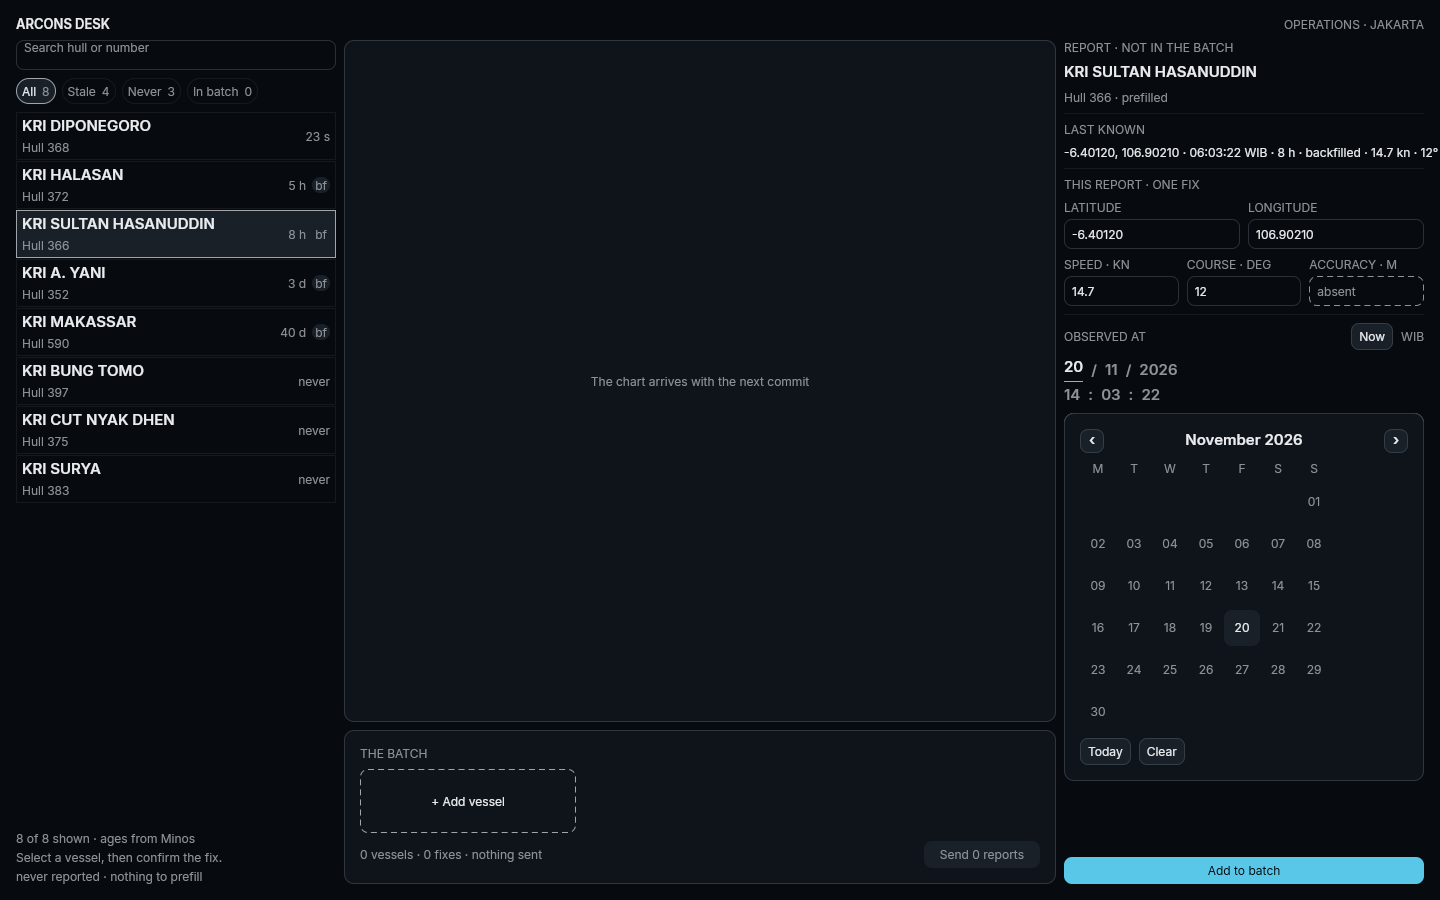 ARCONS DESK
OPERATIONS · JAKARTA
Search hull or number
All 8 Stale 4 Never 3 In batch 0
KRI DIPONEGORO
Hull 368
23 s
KRI HALASAN
Hull 372
5 h bf
KRI SULTAN HASANUDDIN
Hull 366
8 h bf
KRI A. YANI
Hull 352
3 d bf
KRI MAKASSAR
Hull 590
40 d bf
KRI BUNG TOMO
Hull 397
never
KRI CUT NYAK DHEN
Hull 375
never
KRI SURYA
Hull 383
never
8 of 8 shown · ages from Minos
Select a vessel, then confirm the fix.
never reported · nothing to prefill
The chart arrives with the next commit
THE BATCH
+ Add vessel
0 vessels · 0 fixes · nothing sent
Send 0 reports
REPORT · NOT IN THE BATCH
KRI SULTAN HASANUDDIN
Hull 366 · prefilled
LAST KNOWN
-6.40120, 106.90210 · 06:03:22 WIB · 8 h · backfilled · 14.7 kn · 12°
THIS REPORT · ONE FIX
LATITUDE LONGITUDE
-6.40120 106.90210
SPEED · KN COURSE · DEG ACCURACY · M
14.7 12 absent
OBSERVED AT Now WIB
20 / 11 / 2026
14 : 03 : 22
‹ November 2026 ›
M T W T F S S
01
02 03 04 05 06 07 08
09 10 11 12 13 14 15
16 17 18 19 20 21 22
23 24 25 26 27 28 29
30
Today Clear
Add to batch